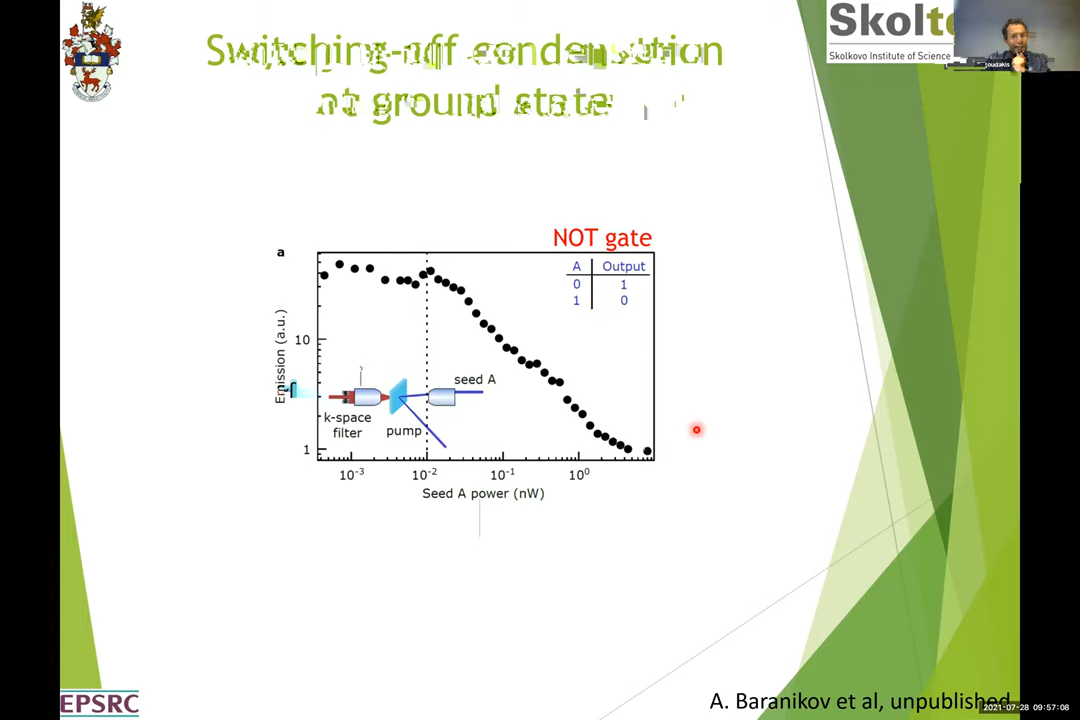 Switching-off condensation
at ground state
Skolte
Skolkovo Institute of Science
goudakis
NOT gate
a
A Output
0 1
1 0
Emission (a.u.)
10
1
seed A
k-space
filter
pump
10⁻³ 10⁻² 10⁻¹ 10⁰
Seed A power (nW)
EPSRC
A. Baranikov et al, unpublished
2021-07-28 09:57:08